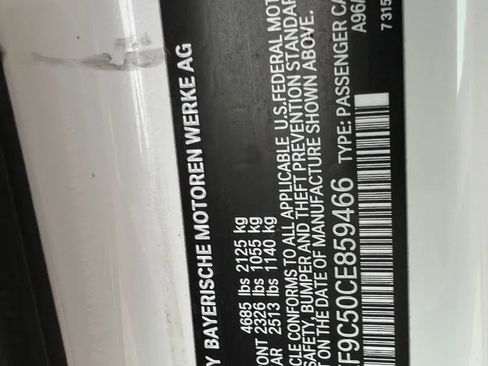 Y BAYERISCHE MOTOREN WERKE AG
4685 lbs 2125 kg
ONT 2326 lbs 1055 kg
AR 2513 lbs 1140 kg
CLE CONFORMS TO ALL APPLICABLE U.S.FEDERAL MOT
SAFETY, BUMPER AND THEFT PREVENTION STANDAR
T ON THE DATE OF MANUFACTURE SHOWN ABOVE.
F9C50CE859466 TYPE: PASSENGER CA
A96
7315